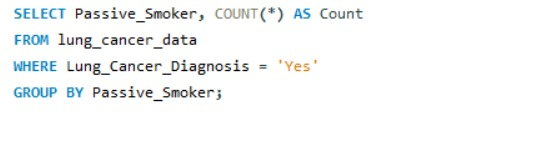 SELECT Passive_Smoker, COUNT(*) AS Count
FROM lung_cancer_data
WHERE Lung_Cancer_Diagnosis = 'Yes'
GROUP BY Passive_Smoker;